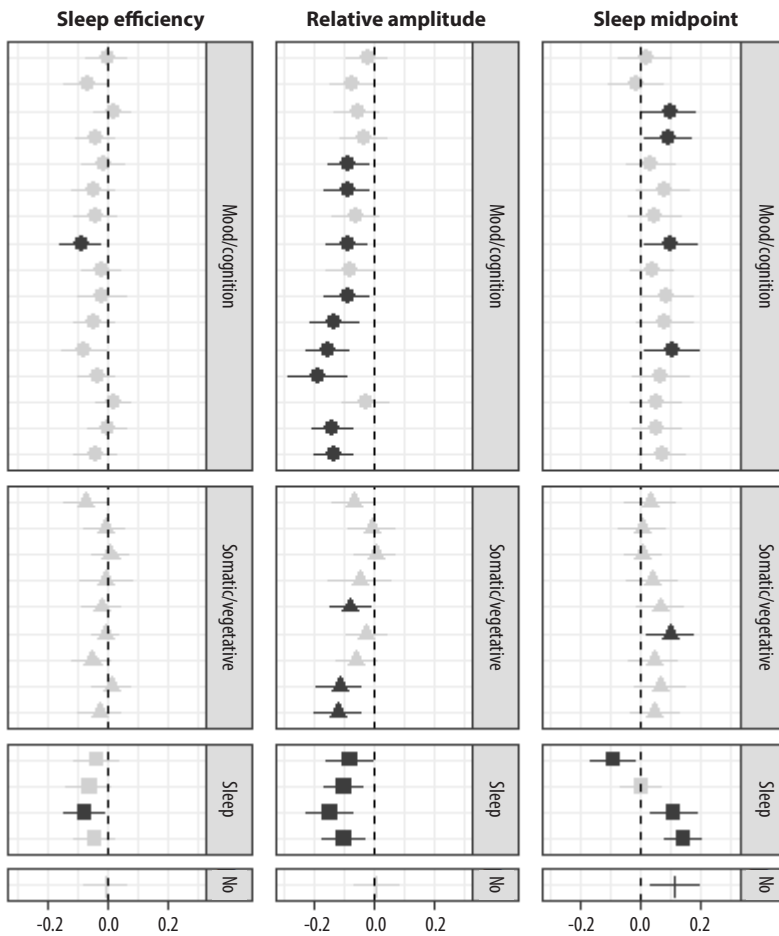 Sleep efficiency
Relative amplitude
Sleep midpoint
Mood/cognition
Mood/cognition
Mood/cognition
Somatic/vegetative
Somatic/vegetative
Somatic/vegetative
Sleep
Sleep
Sleep
No
No
No
-0.2 0.0 0.2
-0.2 0.0 0.2
-0.2 0.0 0.2